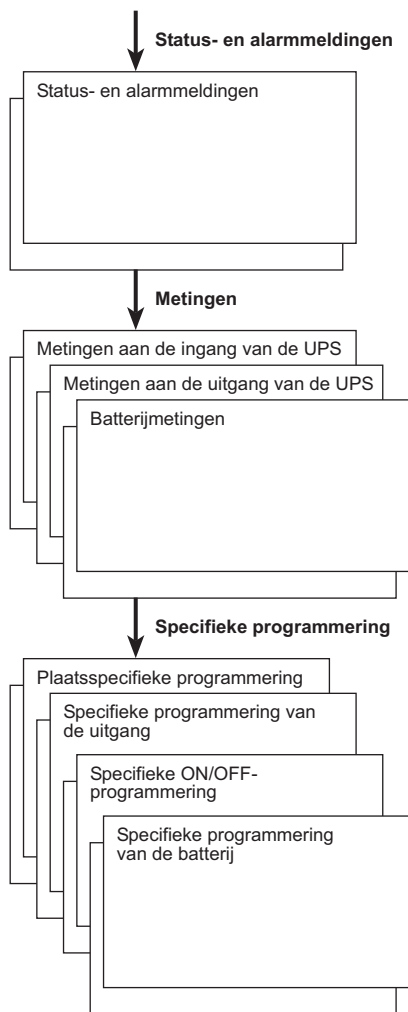 Status- en alarmmeldingen
Status- en alarmmeldingen
Metingen
Metingen aan de ingang van de UPS
Metingen aan de uitgang van de UPS
Batterijmetingen
Specifieke programmering
Plaatsspecifieke programmering
Specifieke programmering van
de uitgang
Specifieke ON/OFF-
programmering
Specifieke programmering
van de batterij